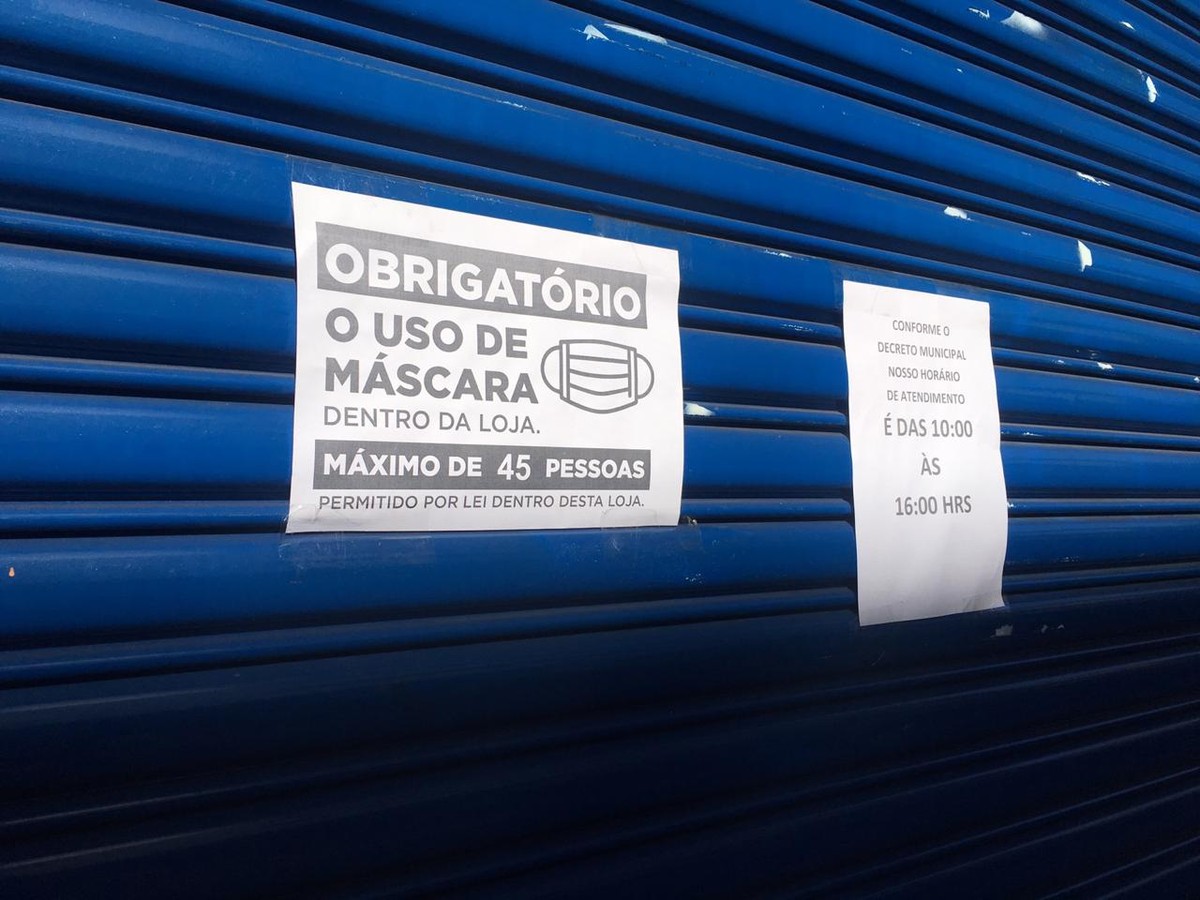 OBRIGATÓRIO
O USO DE
MÁSCARA
DENTRO DA LOJA.
MÁXIMO DE 45 PESSOAS
PERMITIDO POR LEI DENTRO DESTA LOJA.
CONFORME O
DECRETO MUNICIPAL
NOSSO HORÁRIO
DE ATENDIMENTO
É DAS 10:00
ÀS
16:00 HRS